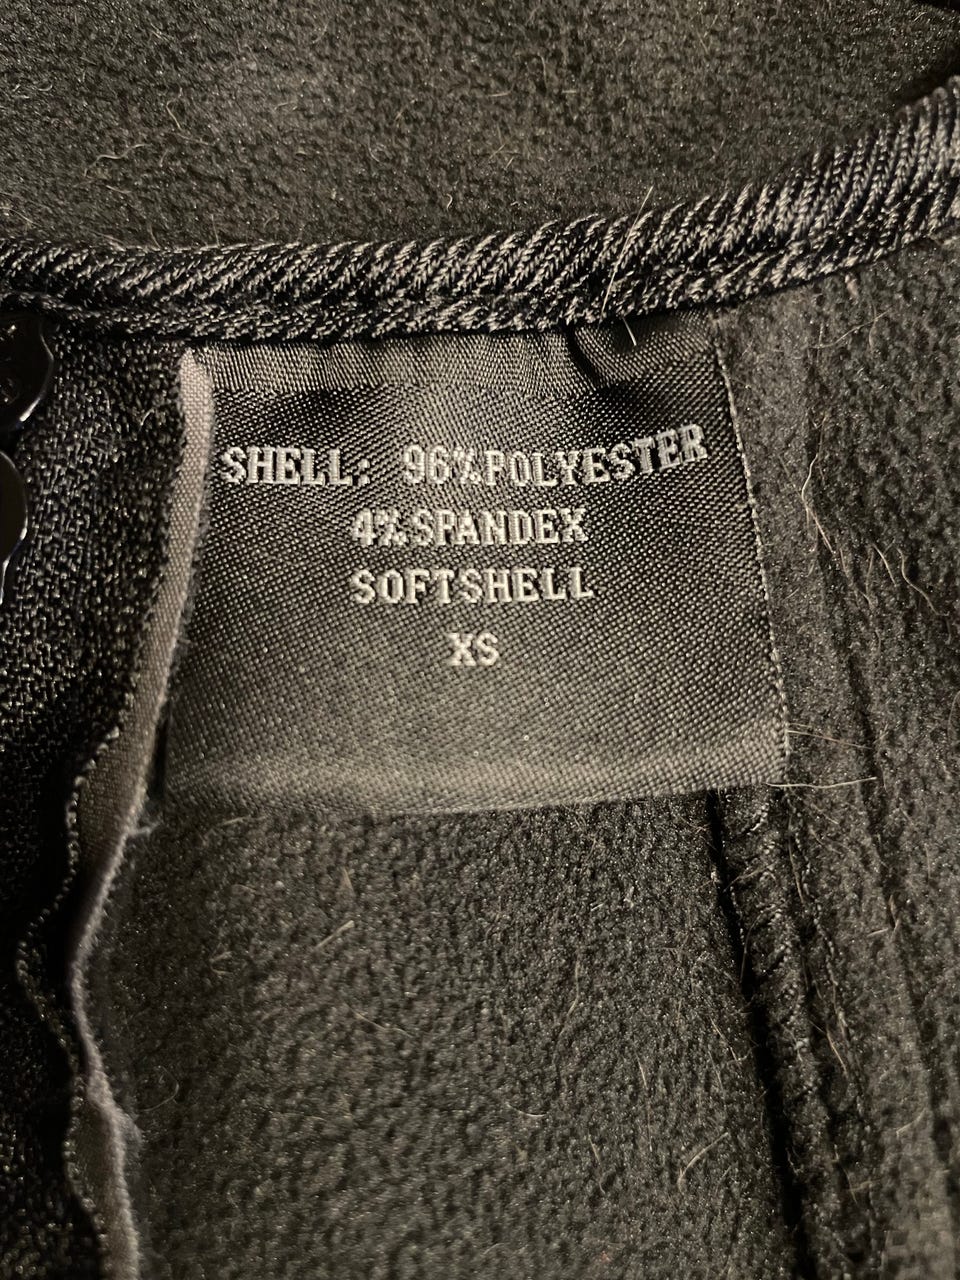 SHELL: 96%POLYESTER
4%SPANDEX
SOFTSHELL
XS